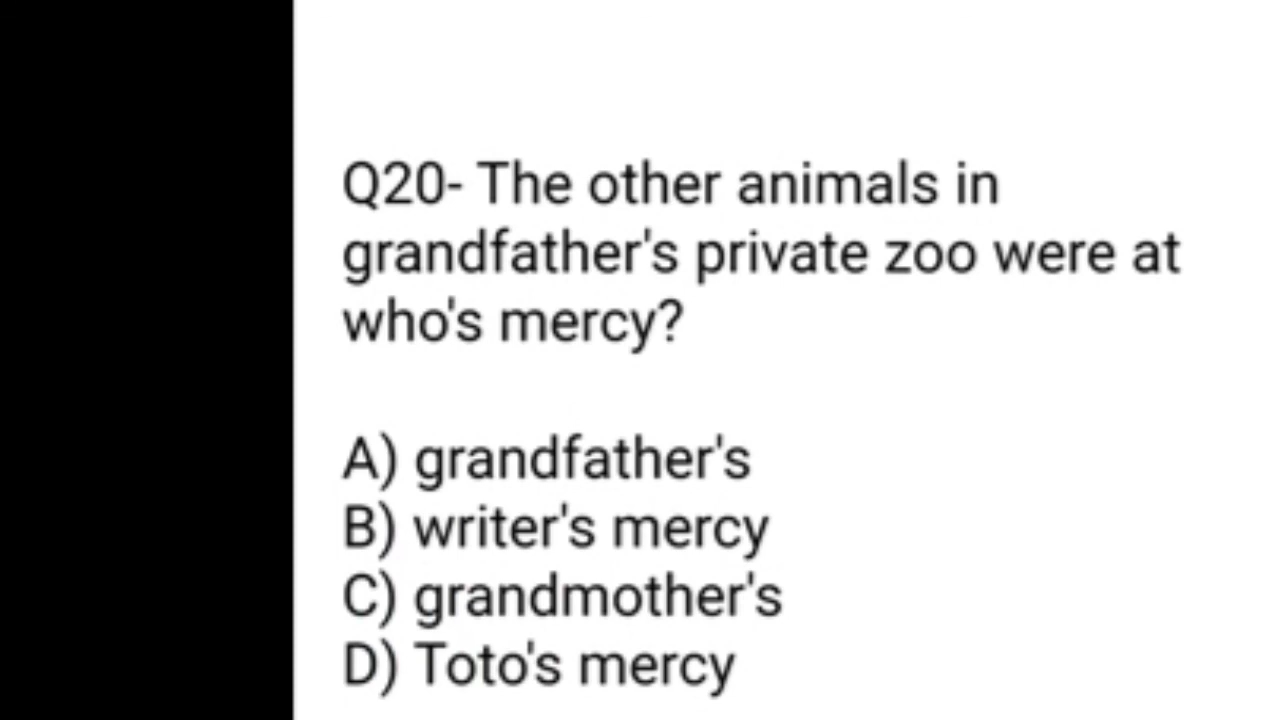 Q20- The other animals in
grandfather's private zoo were at
who's mercy?
A) grandfather's
B) writer's mercy
C) grandmother's
D) Toto's mercy